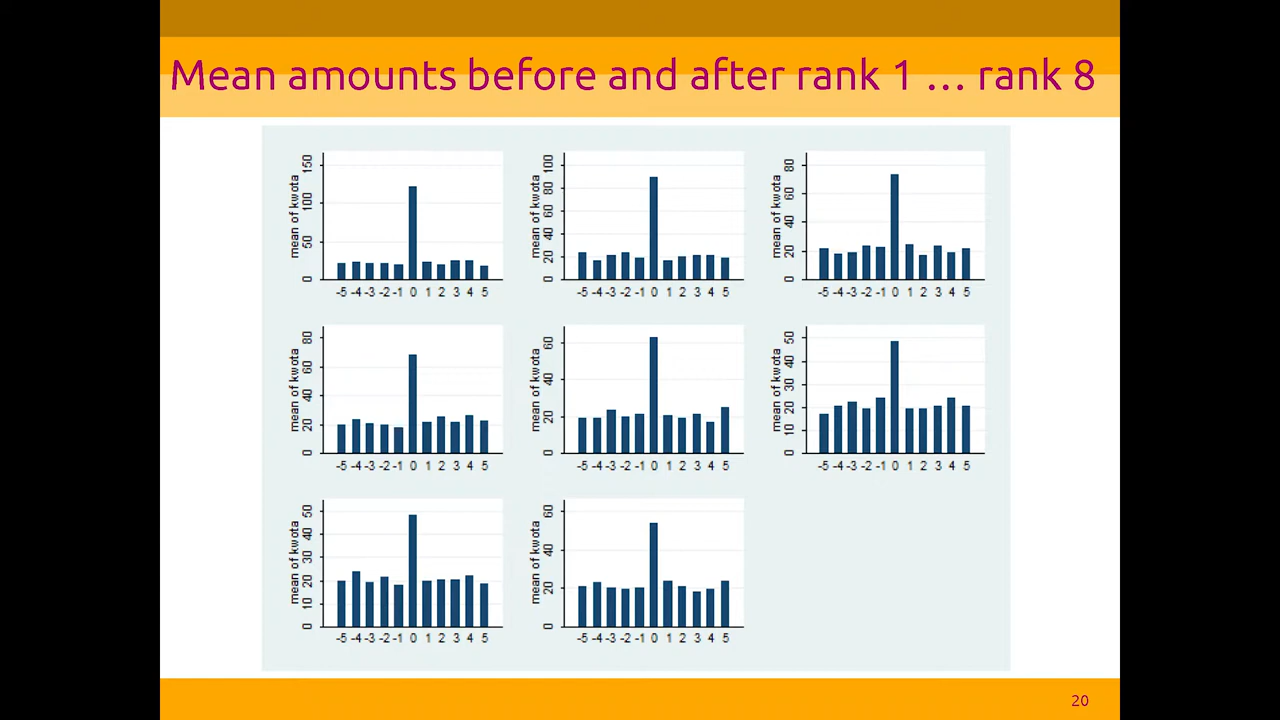 Mean amounts before and after rank 1 … rank 8
mean of kwota
0 50 100 150
-5 -4 -3 -2 -1 0 1 2 3 4 5
mean of kwota
0 20 40 60 80 100
-5 -4 -3 -2 -1 0 1 2 3 4 5
mean of kwota
0 20 40 60 80
-5 -4 -3 -2 -1 0 1 2 3 4 5
mean of kwota
0 20 40 60 80
-5 -4 -3 -2 -1 0 1 2 3 4 5
mean of kwota
0 20 40 60
-5 -4 -3 -2 -1 0 1 2 3 4 5
mean of kwota
0 10 20 30 40 50
-5 -4 -3 -2 -1 0 1 2 3 4 5
mean of kwota
0 10 20 30 40 50
-5 -4 -3 -2 -1 0 1 2 3 4 5
mean of kwota
0 20 40 60
-5 -4 -3 -2 -1 0 1 2 3 4 5
20